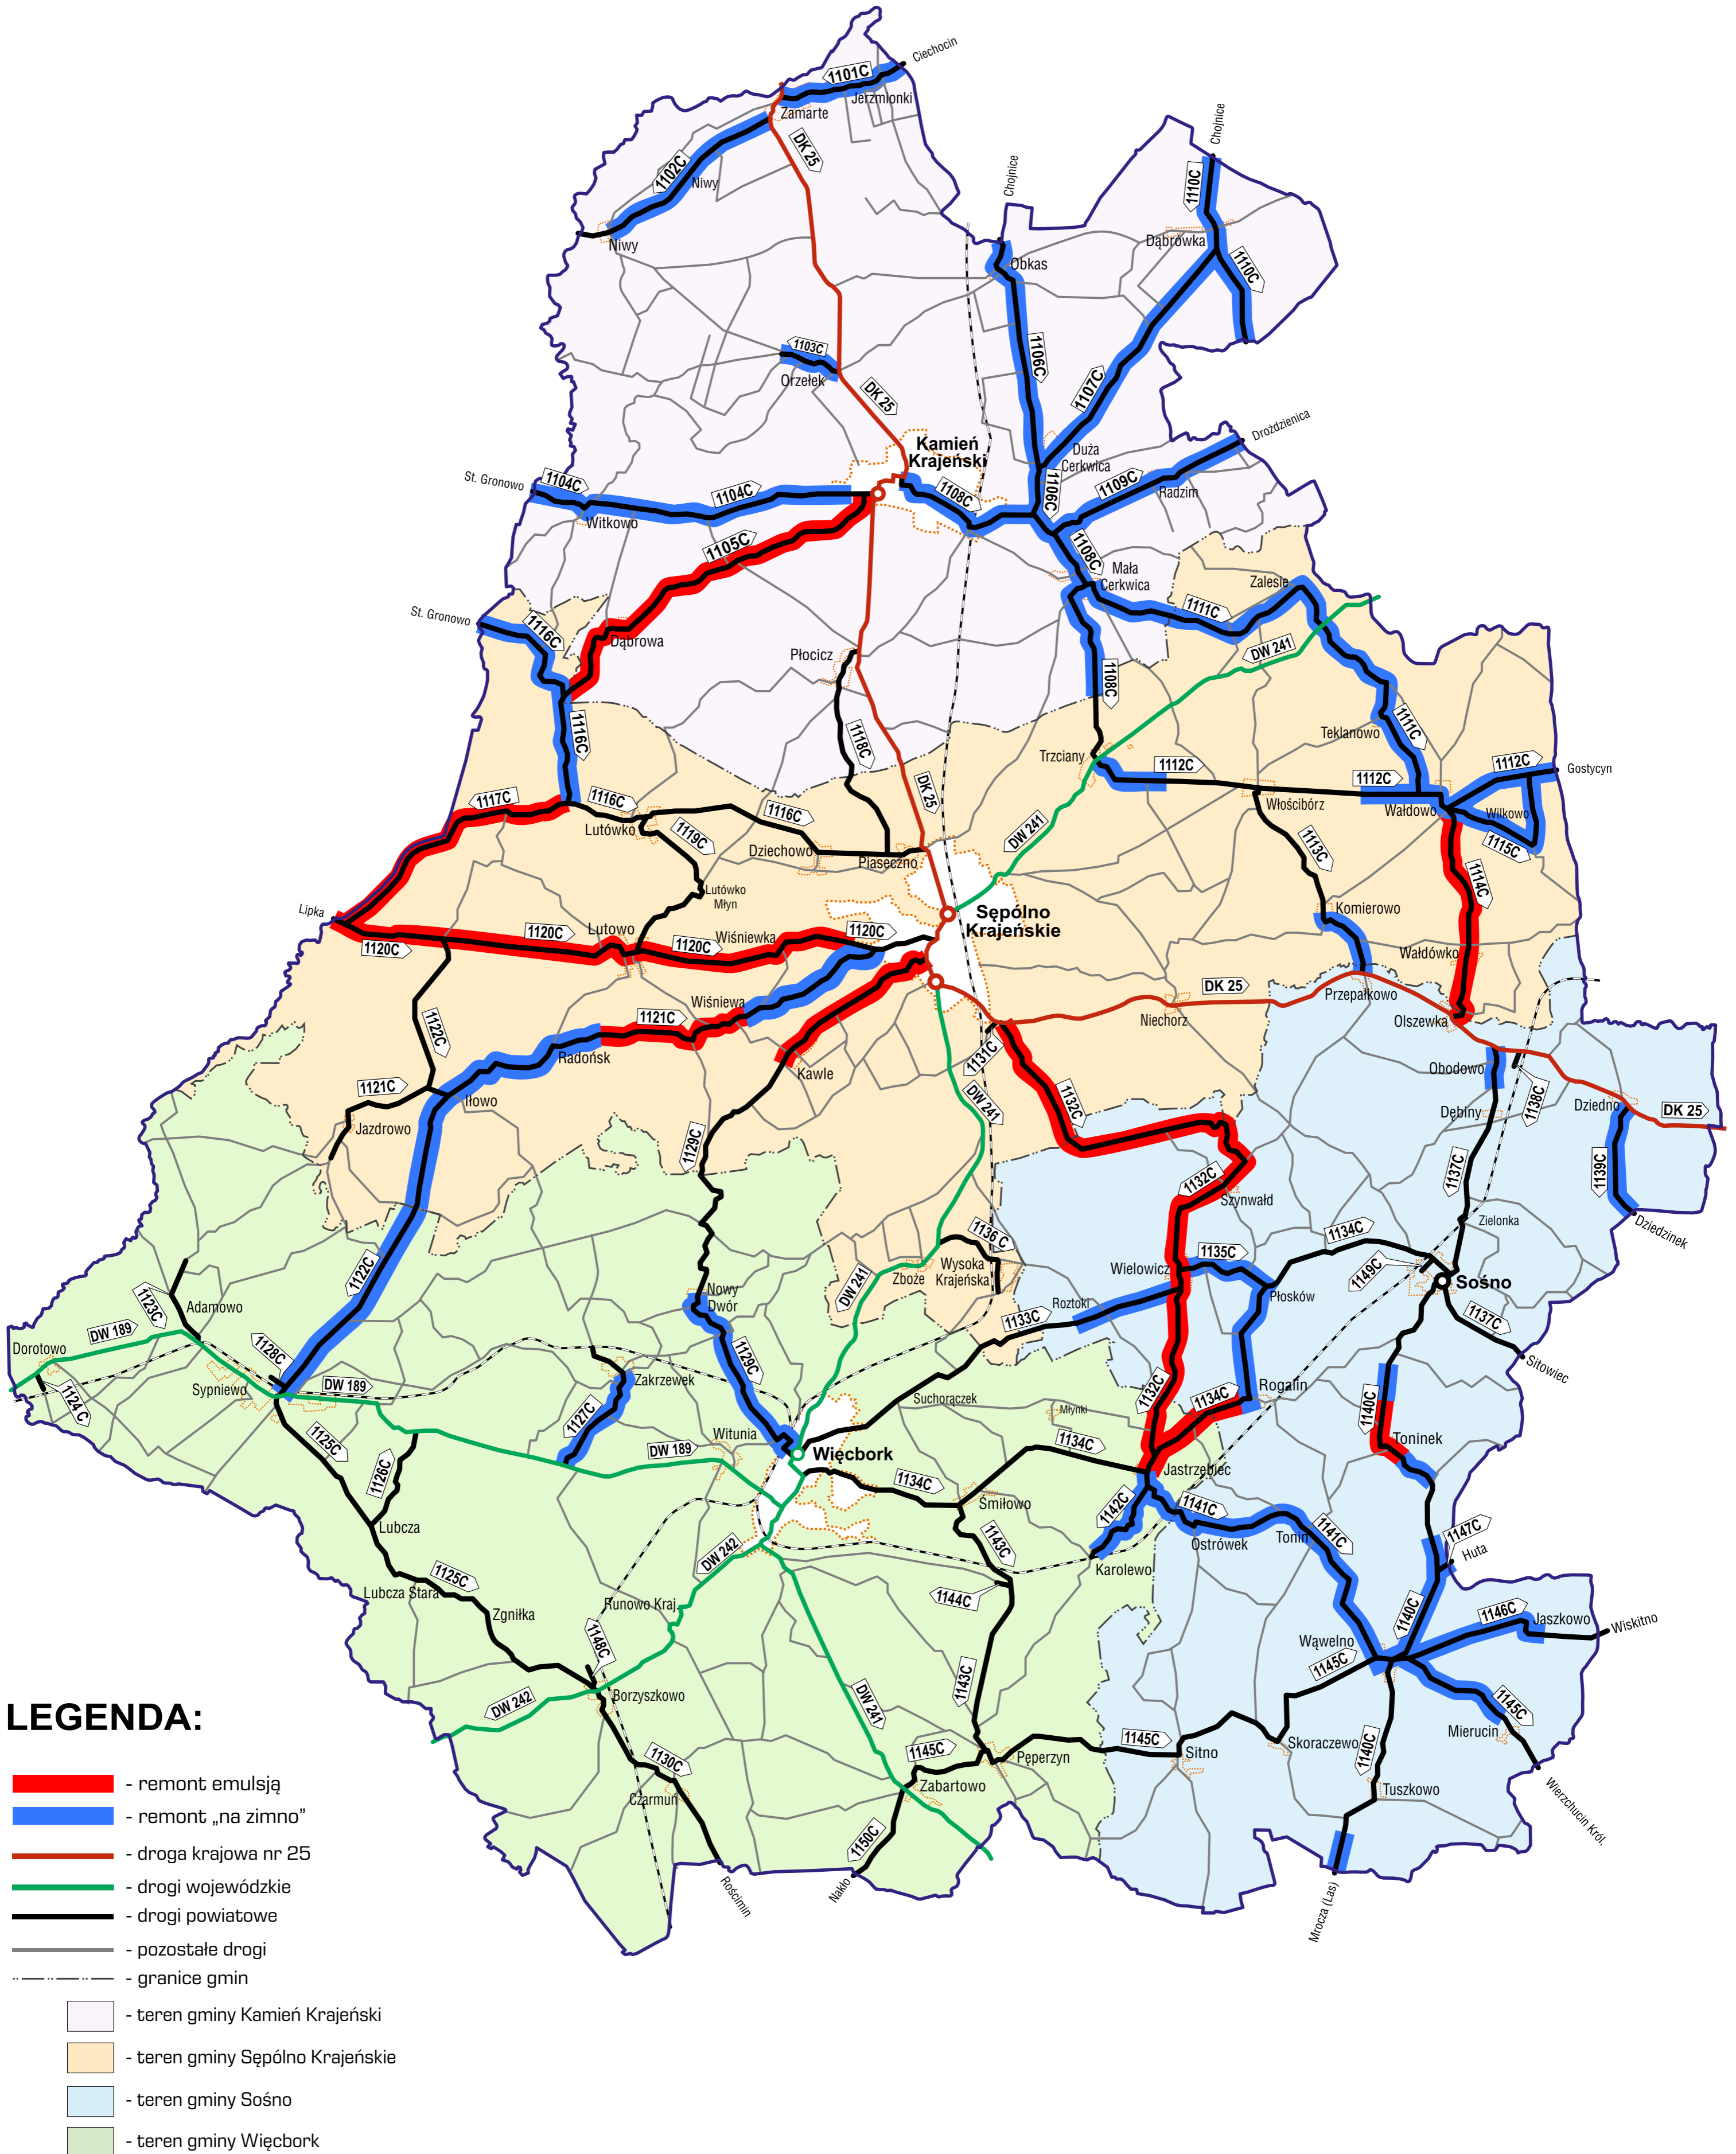 Ciechocin
1101C
Jerzmionki
Zamarte
DK 25
1102C
Niwy
Niwy
Chojnice
Chojnice
1110C
Dąbrówka
1110C
Obkas
1106C
1107C
1103C
Orzełek
DK 25
Kamień
Krajeński
Duża
Cerkwica
Drożdzienica
St. Gronowo
1104C
1104C
Witkowo
1108C
1106C
1109C
Radzim
1105C
1108C
Mała
Cerkwica
Zalesie
St. Gronowo
1116C
Dąbrowa
1111C
DW 241
Płocicz
1108C
1116C
1118C
Teklanowo
1111C
Trzciany
1112C
1112C
1112C
Gostycyn
DK 25
1117C
1116C
Lutówko
1116C
1119C
Dziechowo
Piaseczno
DW 241
Włościbórz
Wałdowo
Wilkowo
1115C
1113C
1114C
Lutówko
Młyn
Lipka
1120C
1120C
Lutowo
1120C
Wiśniewka
1120C
Sępólno
Krajeńskie
Komierowo
Wałdówko
Wiśniewa
1121C
DK 25
Przepałkowo
Niechorz
Olszewka
1122C
Radońsk
Kawle
1131C
Obodowo
1138C
1121C
Iłowo
Jazdrowo
DW 241
1132C
Dębiny
Dziedno
DK 25
1129C
1137C
1139C
1132C
Szynwałd
Dziedzinek
Zielonka
1136 C
Wysoka
Krajeńska
1135C
1134C
1122C
Zboże
Wielowicz
1149C
Sośno
1123C
Adamowo
Nowy
Dwór
DW 241
Roztoki
1133C
Płosków
1137C
Dorotowo
DW 189
1128C
1129C
Sitowiec
Sypniewo
DW 189
1124 C
Zakrzewek
Suchorączek
Młynki
1132C
1134C
Rogalin
1140C
1127C
Witunia
DW 189
Więcbork
1134C
Toninek
1125C
1126C
1134C
Jastrzębiec
Śmiłowo
1142C
1141C
Ostrówek
Tonin
1141C
1147C
Huta
Lubcza
1143C
DW 242
Karolewo
1125C
Lubcza Stara
1144C
Zgniłka
Runowo Kraj.
1140C
1146C
Jaszkowo
Wiskitno
1148C
Wąwelno
1145C
1143C
Borzyszkowo
DW 242
DW 241
1145C
Mierucin
LEGENDA:
1145C
Skoraczewo
1145C
Pęperzyn
Sitno
1140C
1130C
Zabartowo
Tuszkowo
Wierzchucin Król.
Czarmuń
1150C
Nakło
Rościmin
Mrocza (Las)
- remont emulsją
- remont „na zimno”
- droga krajowa nr 25
- drogi wojewódzkie
- drogi powiatowe
- pozostałe drogi
- granice gmin
- teren gminy Kamień Krajeński
- teren gminy Sępólno Krajeńskie
- teren gminy Sośno
- teren gminy Więcbork